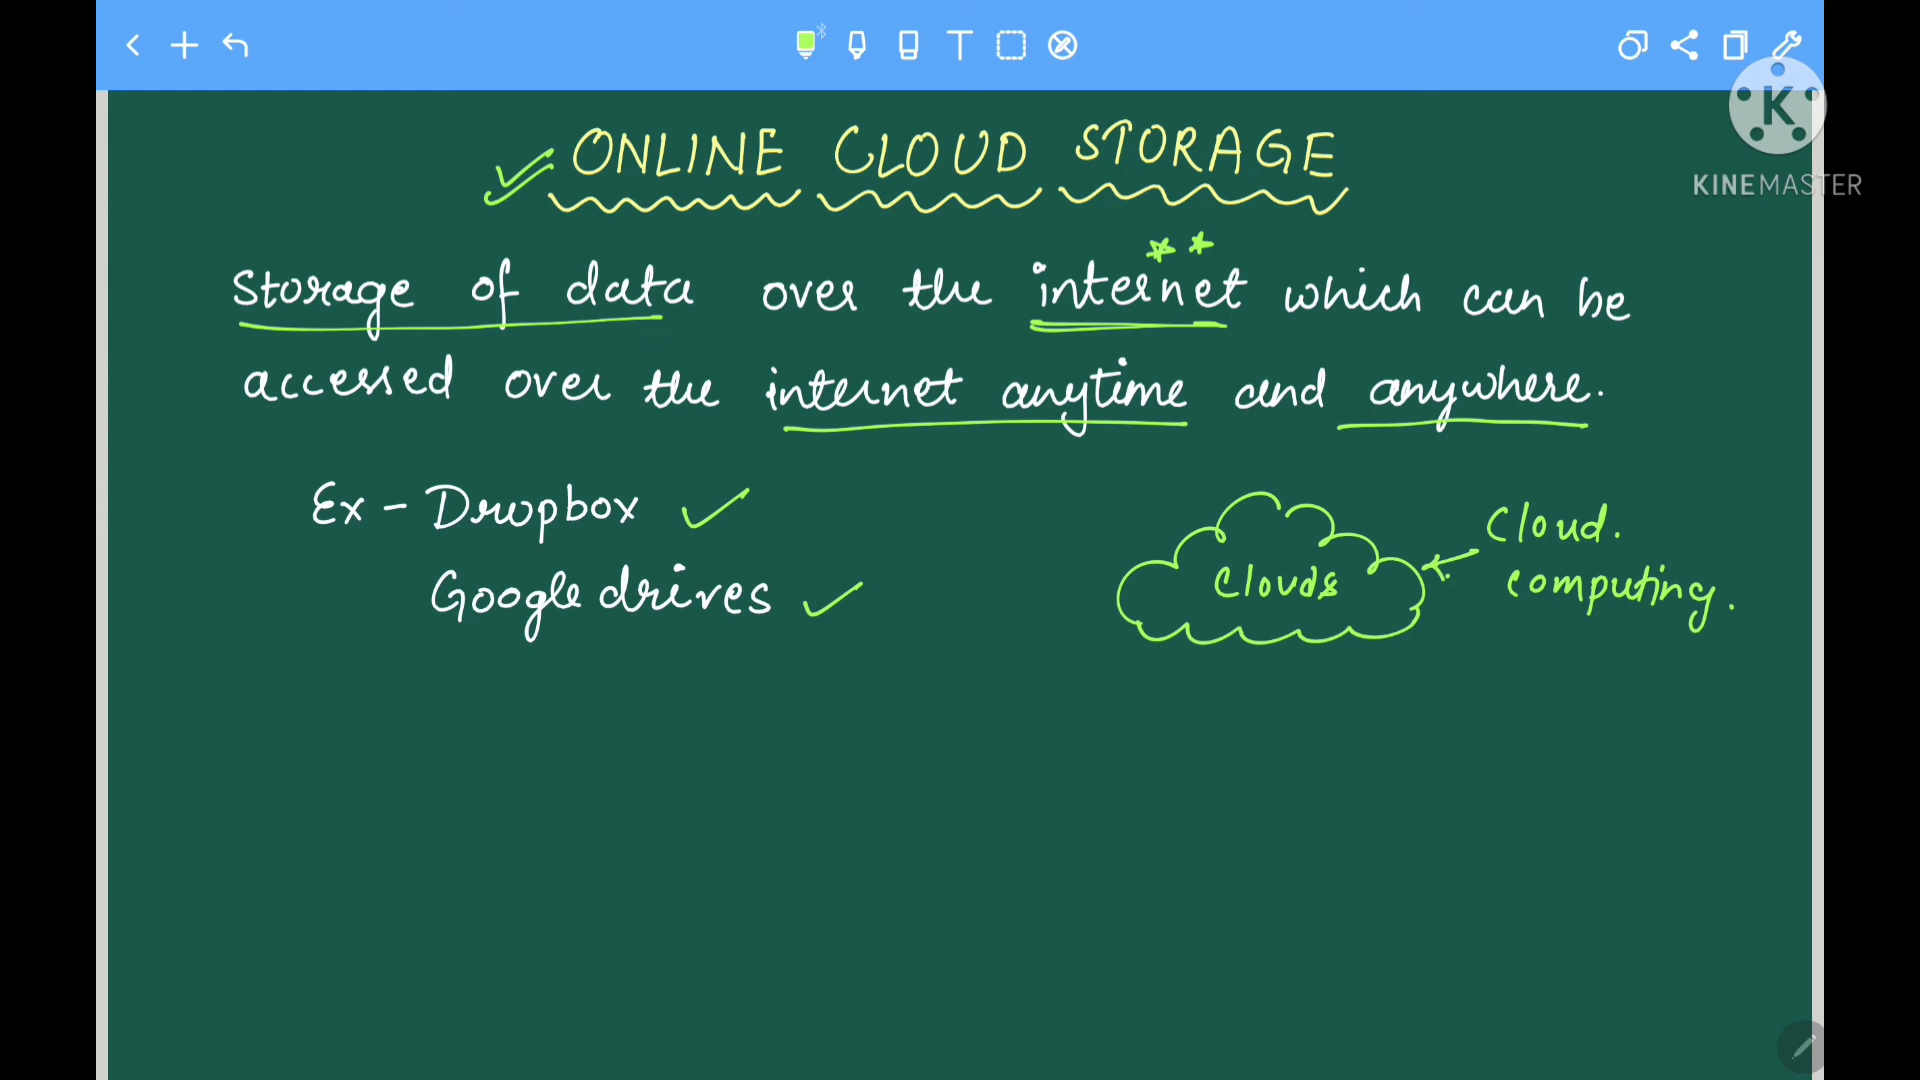 ONLINE CLOUD STORAGE
KINEMASTER
Storage of data over the internet which can be
accessed over the internet anytime and anywhere.
Ex - Dropbox
Google drives
Clouds
Cloud.
computing.